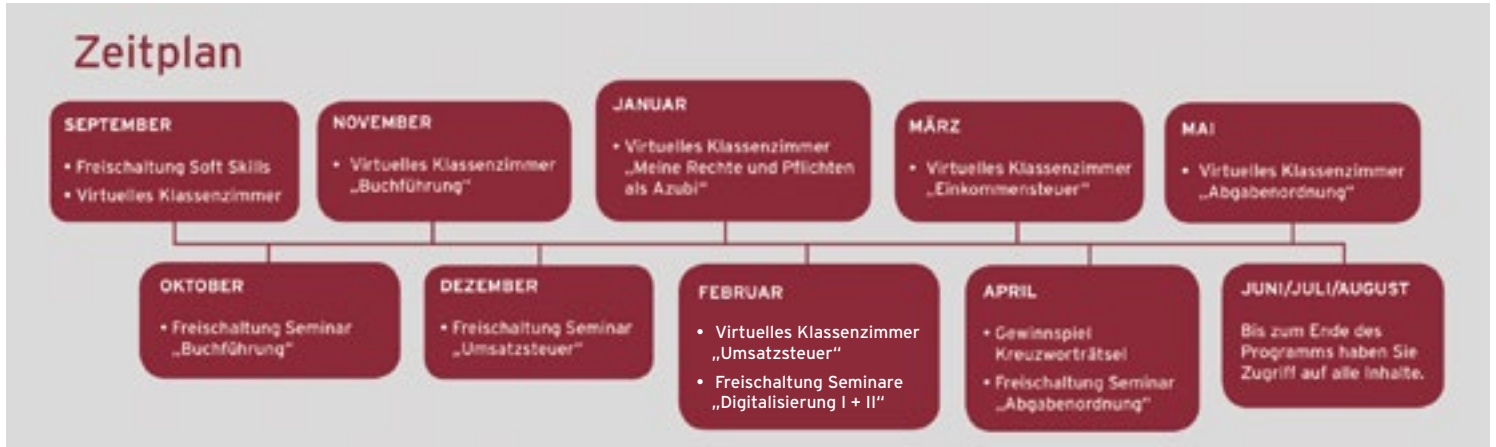 Zeitplan
SEPTEMBER
• Freischaltung Soft Skills
• Virtuelles Klassenzimmer
OKTOBER
• Freischaltung Seminar
„Buchführung“
NOVEMBER
• Virtuelles Klassenzimmer
„Buchführung“
DEZEMBER
• Freischaltung Seminar
„Umsatzsteuer“
JANUAR
• Virtuelles Klassenzimmer
„Meine Rechte und Pflichten
als Azubi“
FEBRUAR
• Virtuelles Klassenzimmer
„Umsatzsteuer“
• Freischaltung Seminare
„Digitalisierung I + II“
MÄRZ
• Virtuelles Klassenzimmer
„Einkommensteuer“
APRIL
• Gewinnspiel
Kreuzworträtsel
• Freischaltung Seminar
„Abgabenordnung“
MAI
• Virtuelles Klassenzimmer
„Abgabenordnung“
JUNI/JULI/AUGUST
Bis zum Ende des
Programms haben Sie
Zugriff auf alle Inhalte.